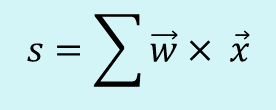 s = ∑ w⃗ × x⃗